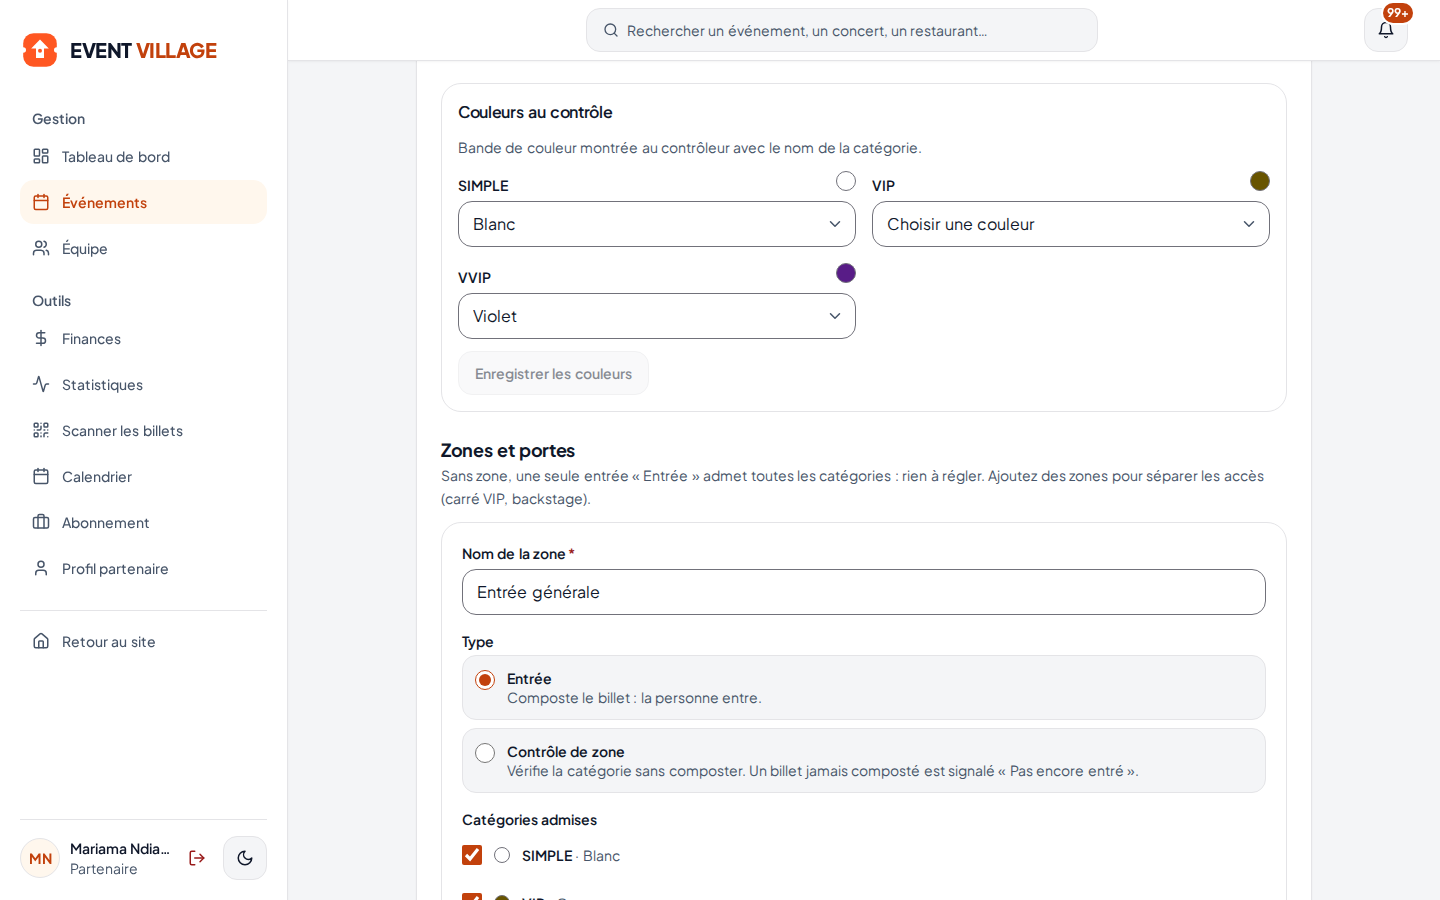 EVENT VILLAGE
Rechercher un événement, un concert, un restaurant…
99+
Gestion
Tableau de bord
Événements
Équipe
Outils
Finances
Statistiques
Scanner les billets
Calendrier
Abonnement
Profil partenaire
Retour au site
MN
Mariama Ndia…
Partenaire
Couleurs au contrôle
Bande de couleur montrée au contrôleur avec le nom de la catégorie.
SIMPLE
Blanc
VIP
Choisir une couleur
VVIP
Violet
Enregistrer les couleurs
Zones et portes
Sans zone, une seule entrée « Entrée » admet toutes les catégories : rien à régler. Ajoutez des zones pour séparer les accès
(carré VIP, backstage).
Nom de la zone *
Entrée générale
Type
Entrée
Composte le billet : la personne entre.
Contrôle de zone
Vérifie la catégorie sans composter. Un billet jamais composté est signalé « Pas encore entré ».
Catégories admises
SIMPLE · Blanc